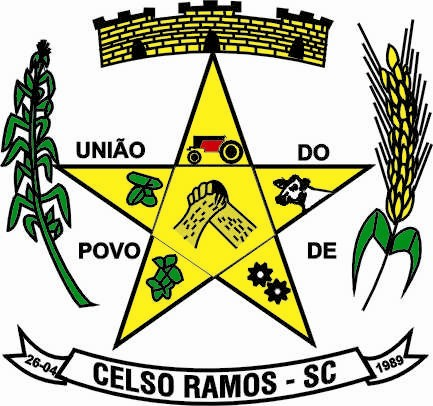 UNIÃO DO
POVO DE
26-04 CELSO RAMOS - SC 1989